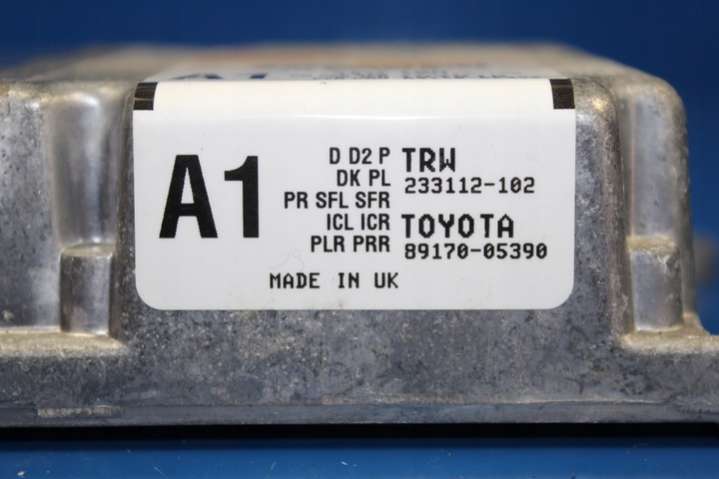 A1
D D2 P TRW
DK PL 233112-102
PR SFL SFR
ICL ICR TOYOTA
PLR PRR 89170-05390
MADE IN UK